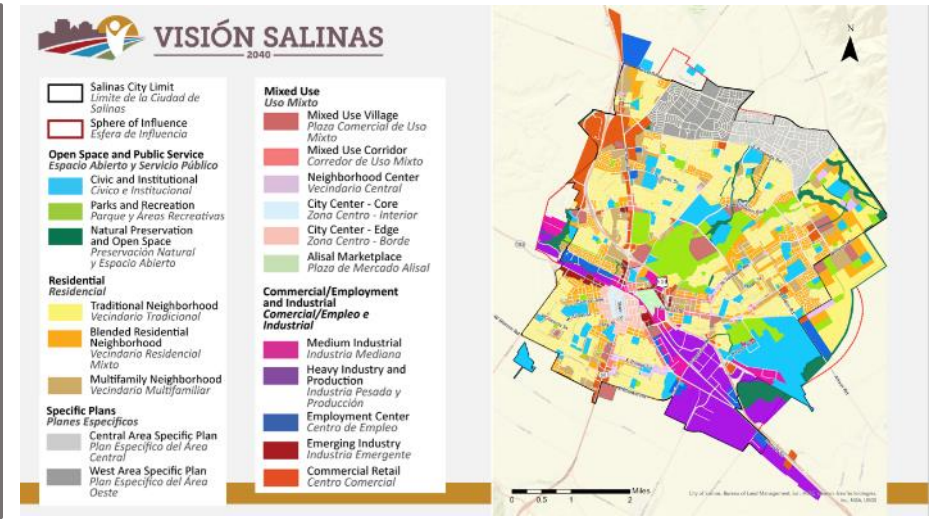 VISIÓN SALINAS
2040
Salinas City Limit
Límite de la Ciudad de
Salinas
Sphere of Influence
Esfera de Influencia
Open Space and Public Service
Espacio Abierto y Servicio Público
Civic and Institutional
Cívico e Institucional
Parks and Recreation
Parque y Áreas Recreativas
Natural Preservation
and Open Space
Preservación Natural
y Espacio Abierto
Residential
Residencial
Traditional Neighborhood
Vecindario Tradicional
Blended Residential
Neighborhood
Vecindario Residencial
Mixto
Multifamily Neighborhood
Vecindario Multifamiliar
Specific Plans
Planes Específicos
Central Area Specific Plan
Plan Específico del Área
Central
West Area Specific Plan
Plan Específico del Área
Oeste
Mixed Use
Uso Mixto
Mixed Use Village
Plaza Comercial de Uso
Mixto
Mixed Use Corridor
Corredor de Uso Mixto
Neighborhood Center
Vecindario Central
City Center - Core
Zona Centro - Interior
City Center - Edge
Zona Centro - Borde
Alisal Marketplace
Plaza de Mercado Alisal
Commercial/Employment
and Industrial
Comercial/Empleo e
Industrial
Medium Industrial
Industria Mediana
Heavy Industry and
Production
Industria Pesada y
Producción
Employment Center
Centro de Empleo
Emerging Industry
Industria Emergente
Commercial Retail
Centro Comercial
N
Miles
0 0.5 1 2
City of Salinas, Bureau of Land Management, Esri,